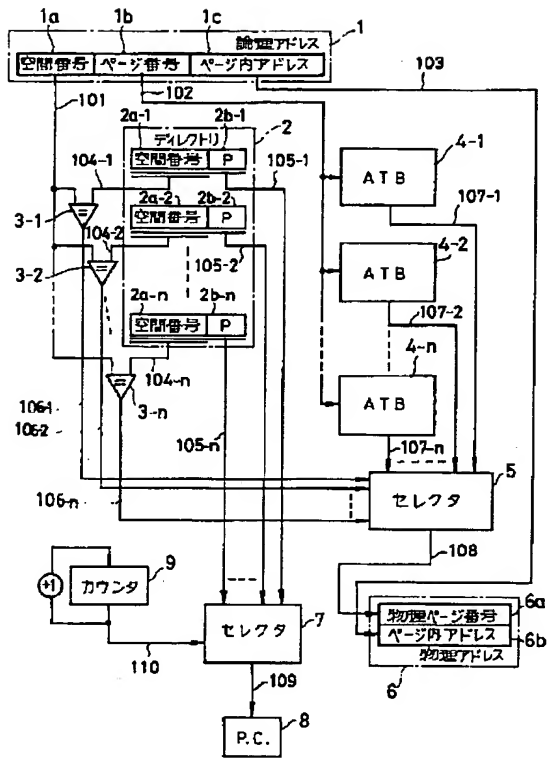 1a 1b 1c
論理アドレス 1
空間番号 ページ番号 ページ内アドレス
101 102 103
2a-1 2b-1 2
ディレクトリ
104-1 空間番号 P 105-1
4-1
ATB
107-1
3-1 =
2a-2 2b-2
104-2 空間番号 P 105-2
4-2
ATB
107-2
3-2 =
2a-n 2b-n
空間番号 P
104-n
4-n
ATB
107-n
3-n =
106-1
106-2
105-n
106-n
5
セレクタ
108
9
+1 カウンタ
110
7
セレクタ
109
8
P.C.
物理ページ番号 6a
ページ内アドレス 6b
物理アドレス
6